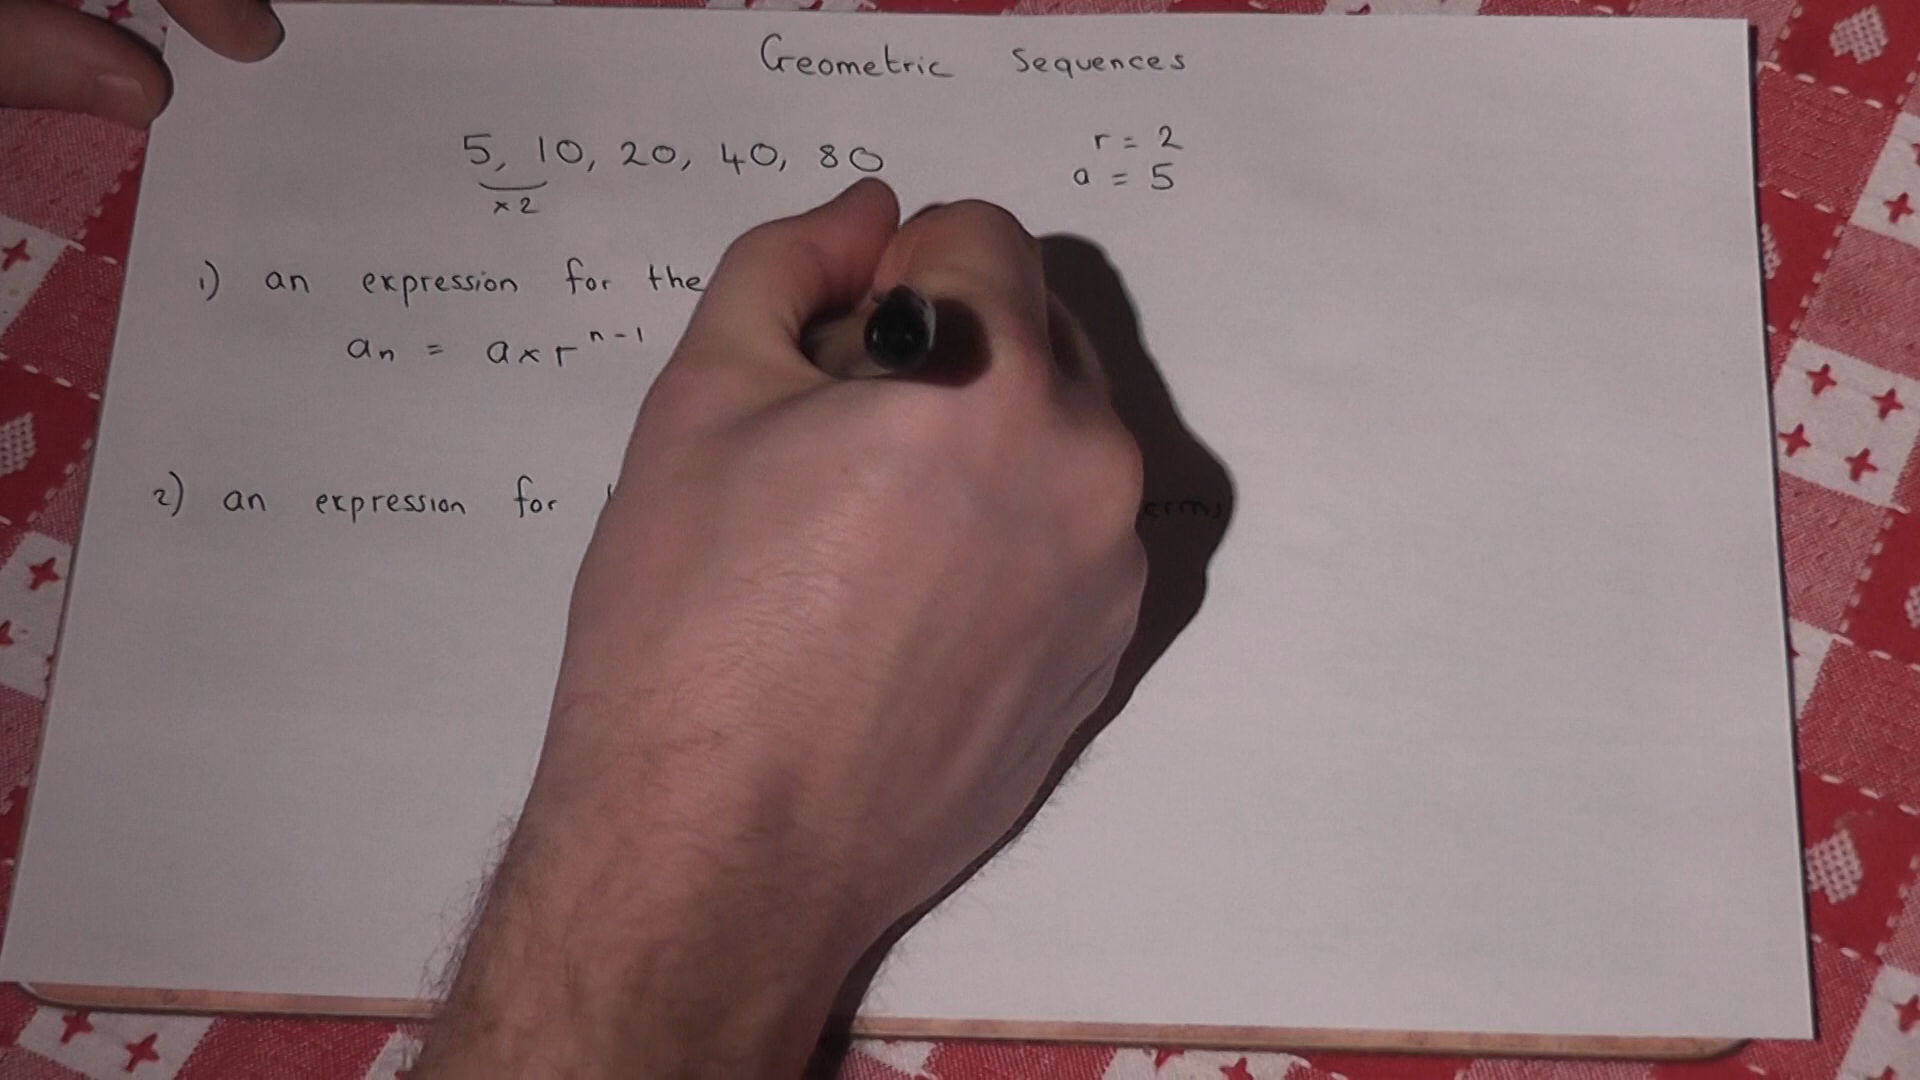 Geometric Sequences
5, 10, 20, 40, 80
x 2
r = 2
a = 5
1) an expression for the
aₙ = a x r ⁿ⁻¹
2) an expression for